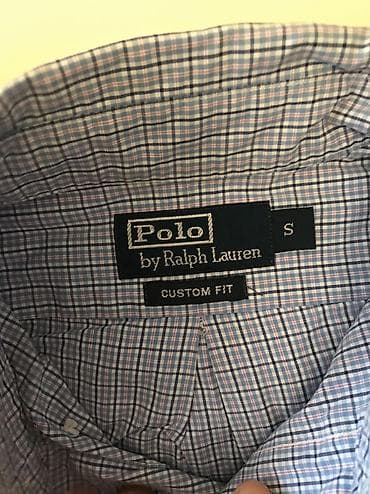 Polo
by Ralph Lauren
S
CUSTOM FIT